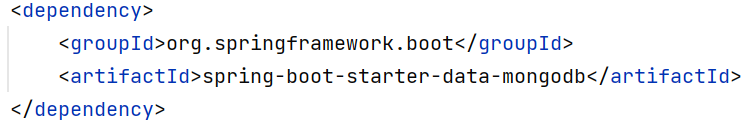 <dependency>
    <groupId>org.springframework.boot</groupId>
    <artifactId>spring-boot-starter-data-mongodb</artifactId>
</dependency>